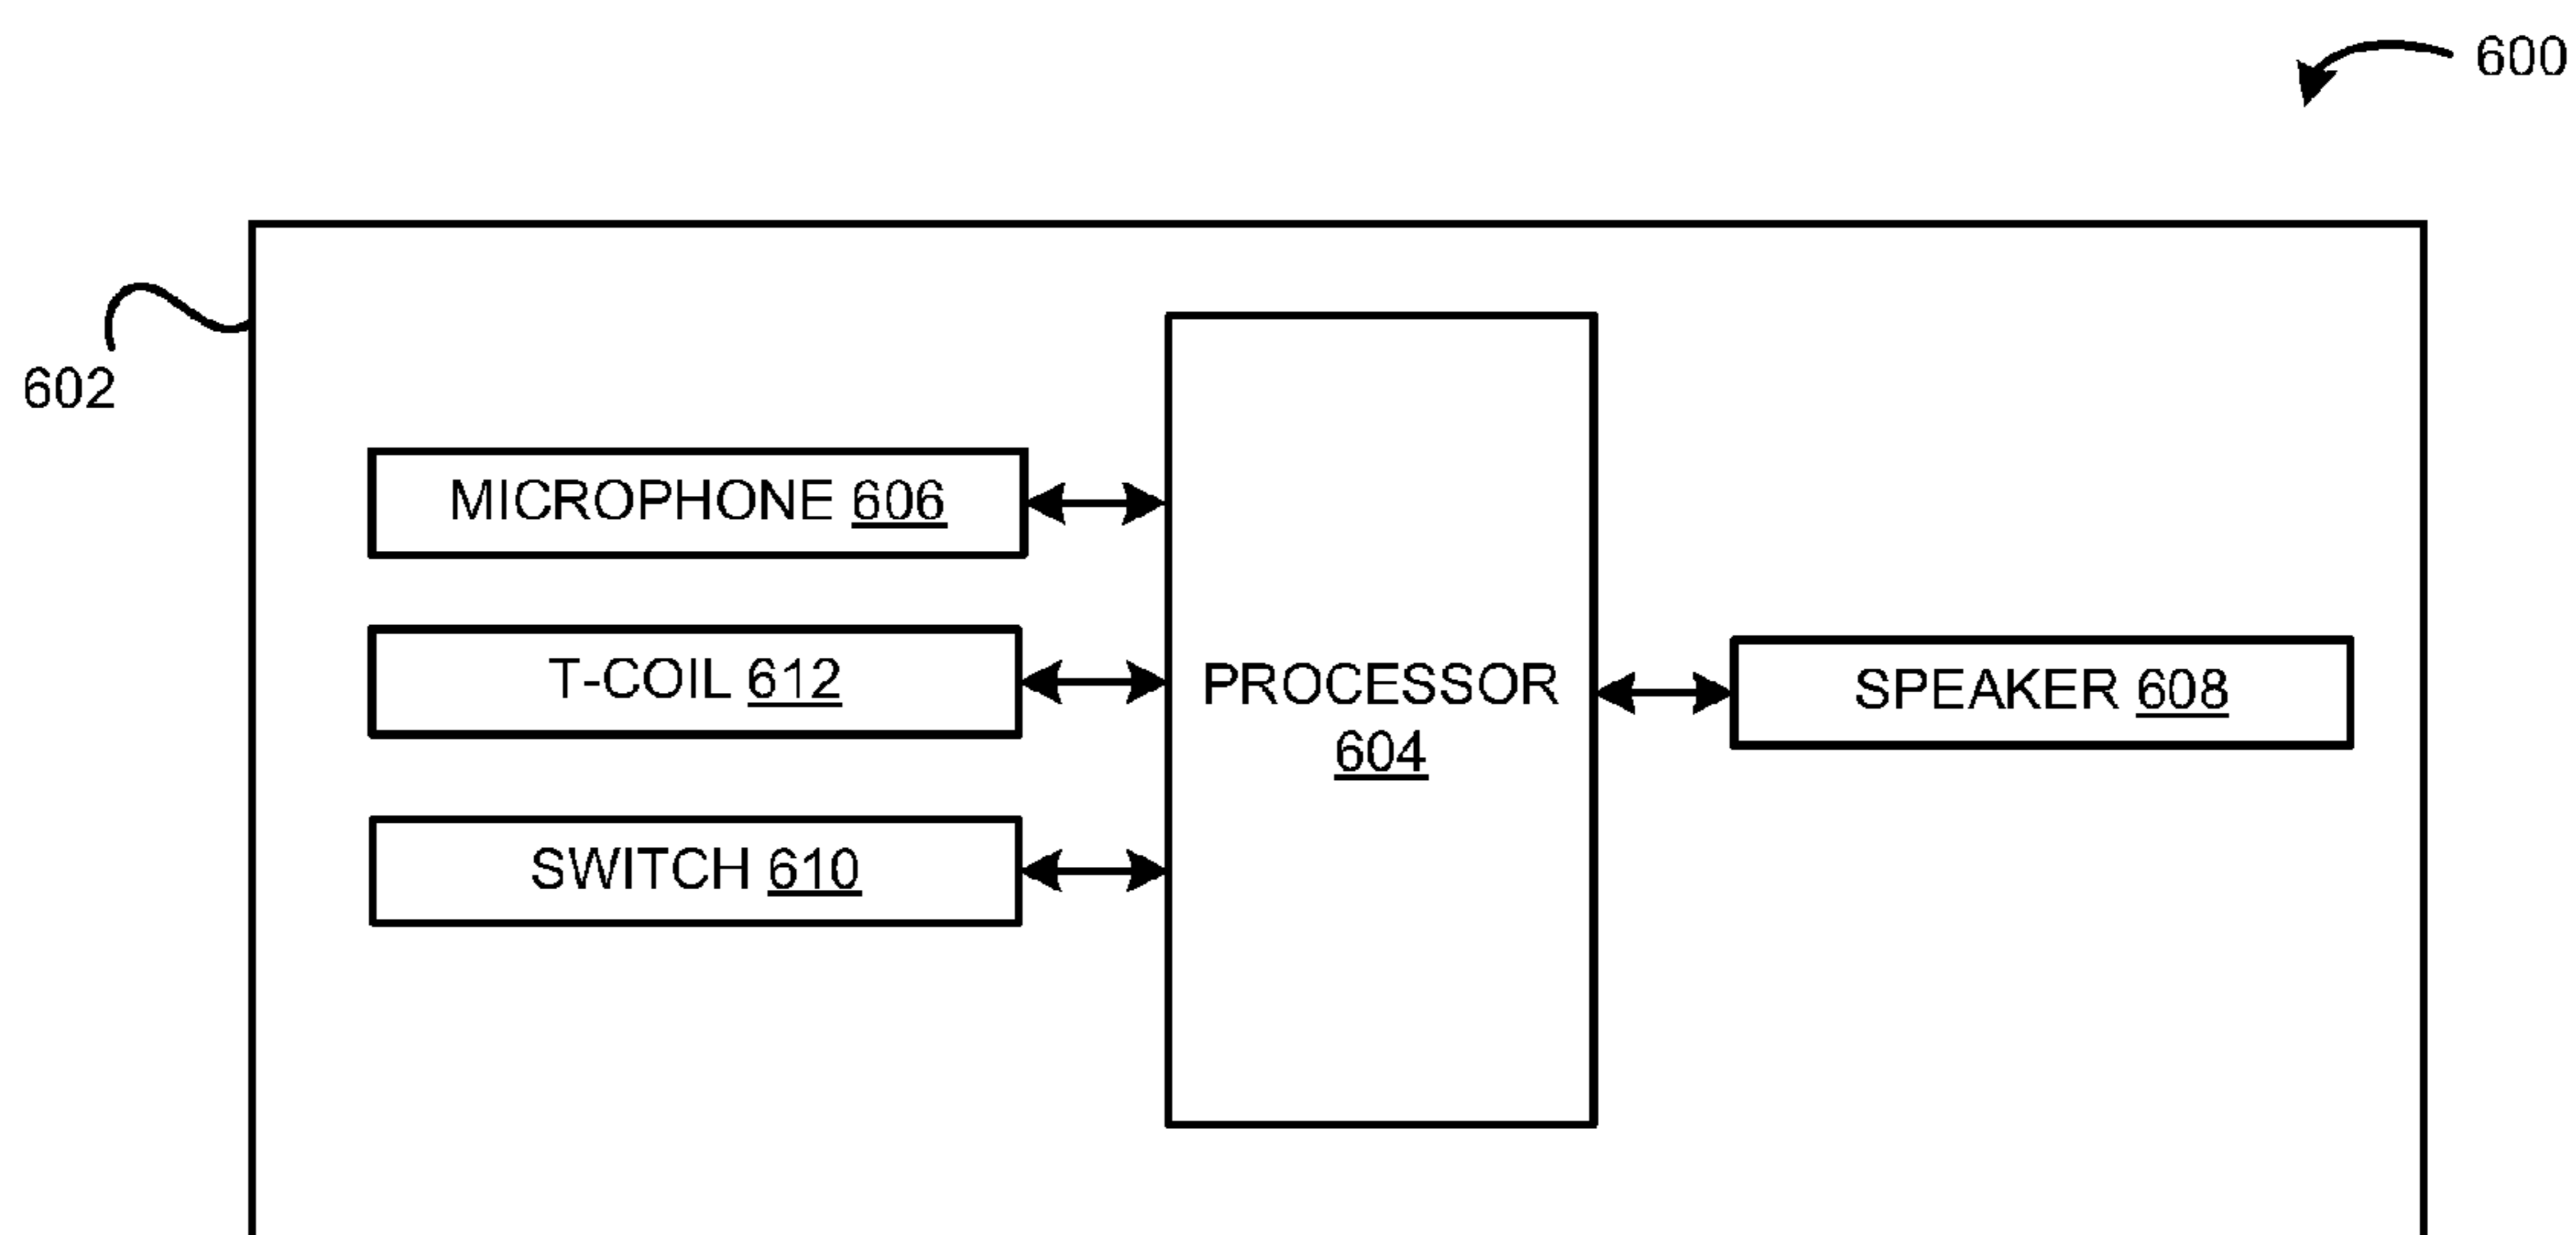 600
602
MICROPHONE 606
T-COIL 612
SWITCH 610
PROCESSOR
604
SPEAKER 608